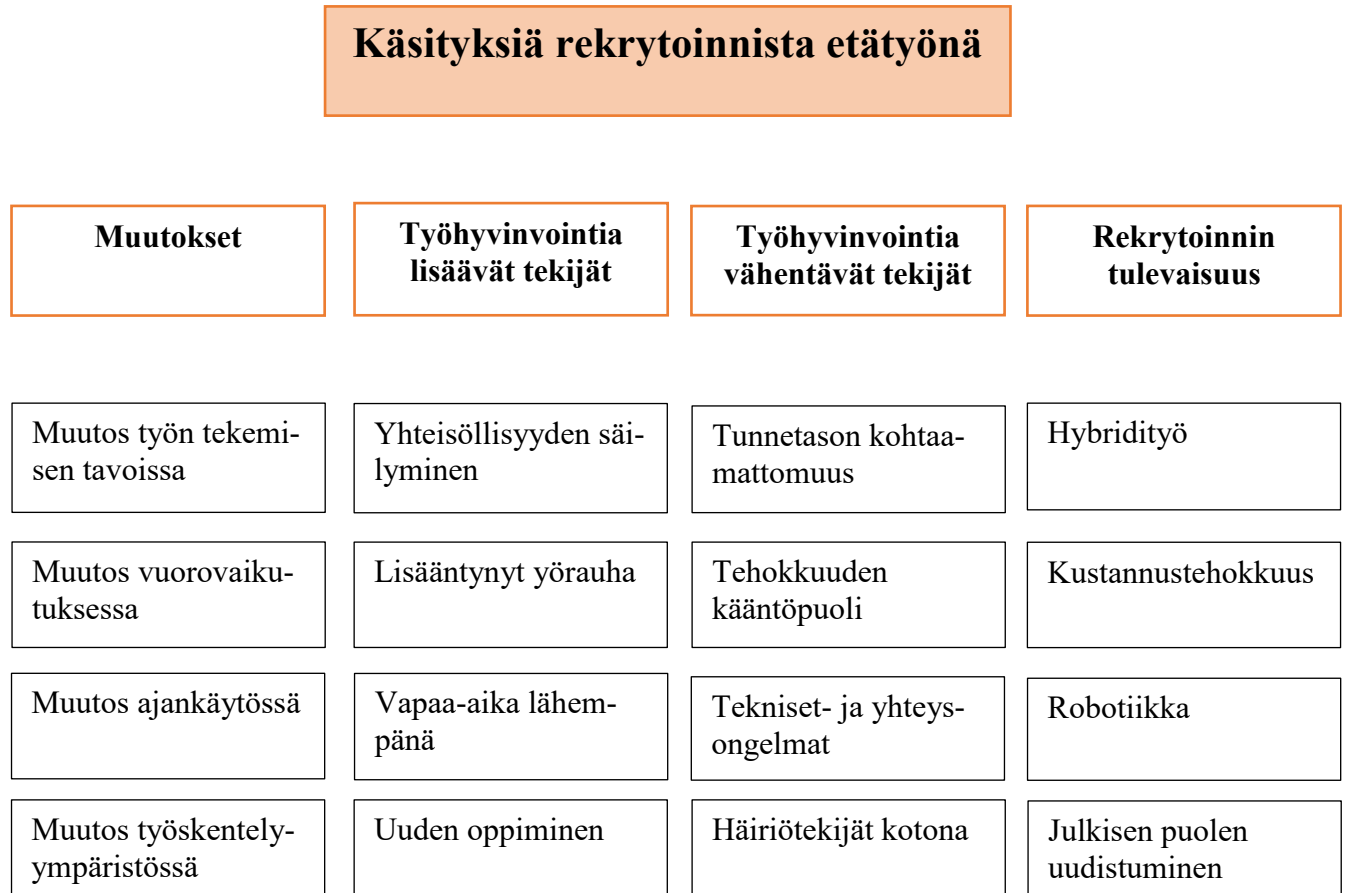 Käsityksiä rekrytoinnista etätyönä
Muutokset
Työhyvinvointia
lisäävät tekijät
Työhyvinvointia
vähentävät tekijät
Rekrytoinnin
tulevaisuus
Muutos työn tekemi-
sen tavoissa
Yhteisöllisyyden säi-
lyminen
Tunnetason kohtaa-
mattomuus
Hybridityö
Muutos vuorovaiku-
tuksessa
Lisääntynyt yörauha
Tehokkuuden
kääntöpuoli
Kustannustehokkuus
Muutos ajankäytössä
Vapaa-aika lähem-
pänä
Tekniset- ja yhteys-
ongelmat
Robotiikka
Muutos työskentely-
ympäristössä
Uuden oppiminen
Häiriötekijät kotona
Julkisen puolen
uudistuminen